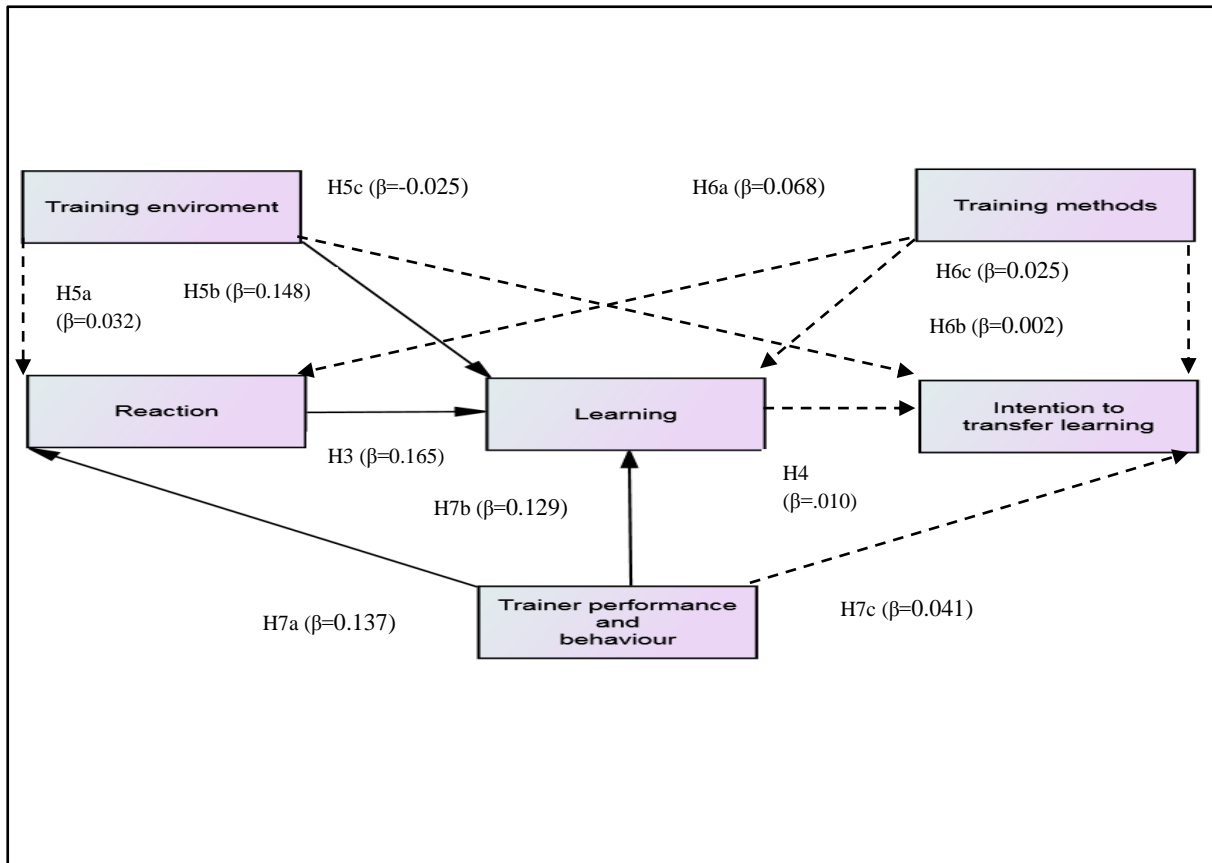 H5c (β=-0.025)
H6a (β=0.068)
Training enviroment
Training methods
H5a
(β=0.032)
H5b (β=0.148)
H6c (β=0.025)
H6b (β=0.002)
Reaction
Learning
Intention to
transfer learning
H3 (β=0.165)
H4
(β=.010)
H7b (β=0.129)
H7a (β=0.137)
Trainer performance
and
behaviour
H7c (β=0.041)